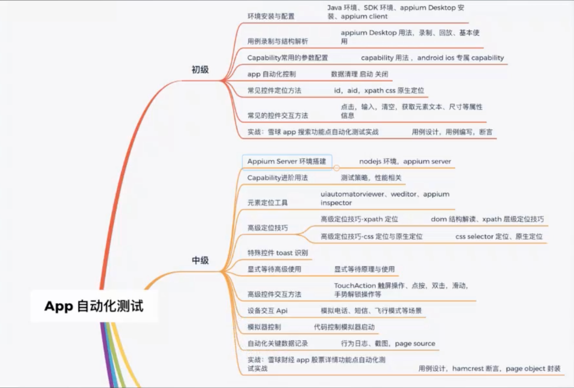 App 自动化测试
初级
环境安装与配置
Java 环境、SDK 环境、appium Desktop 安
装、appium client
用例录制与结构解析
appium Desktop 用法、录制、回放、基本使
用
Capability常用的参数配置
capability 用法 、android ios 专属 capability
app 自动化控制
数据清理 启动 关闭
常见控件定位方法
id、aid、xpath css 原生定位
常见的控件交互方法
点击、输入，清空、获取元素文本、尺寸等属性
信息
实战：雪球 app 搜索功能点自动化测试实战
用例设计，用例编写，断言
中级
Appium Server 环境搭建
nodejs 环境，appium server
Capability进阶用法
测试策略、性能相关
元素定位工具
uiautomatorviewer、weditor、appium
inspector
高级定位技巧
高级定位技巧-xpath 定位
dom 结构解读、xpath 层级定位技巧
高级定位技巧-css 定位与原生定位
css selector 定位、原生定位
特殊控件 toast 识别
显式等待高级使用
显式等待原理与使用
高级控件交互方法
TouchAction 触屏操作、点按、双击、滑动、
手势解锁操作等
设备交互 Api
模拟电话、短信、飞行模式等场景
模拟器控制
代码控制模拟器启动
自动化关键数据记录
行为日志、截图、page source
实战：雪球财经 app 股票详情功能点自动化测
试实战
用例设计、hamcrest 断言、page object 封装